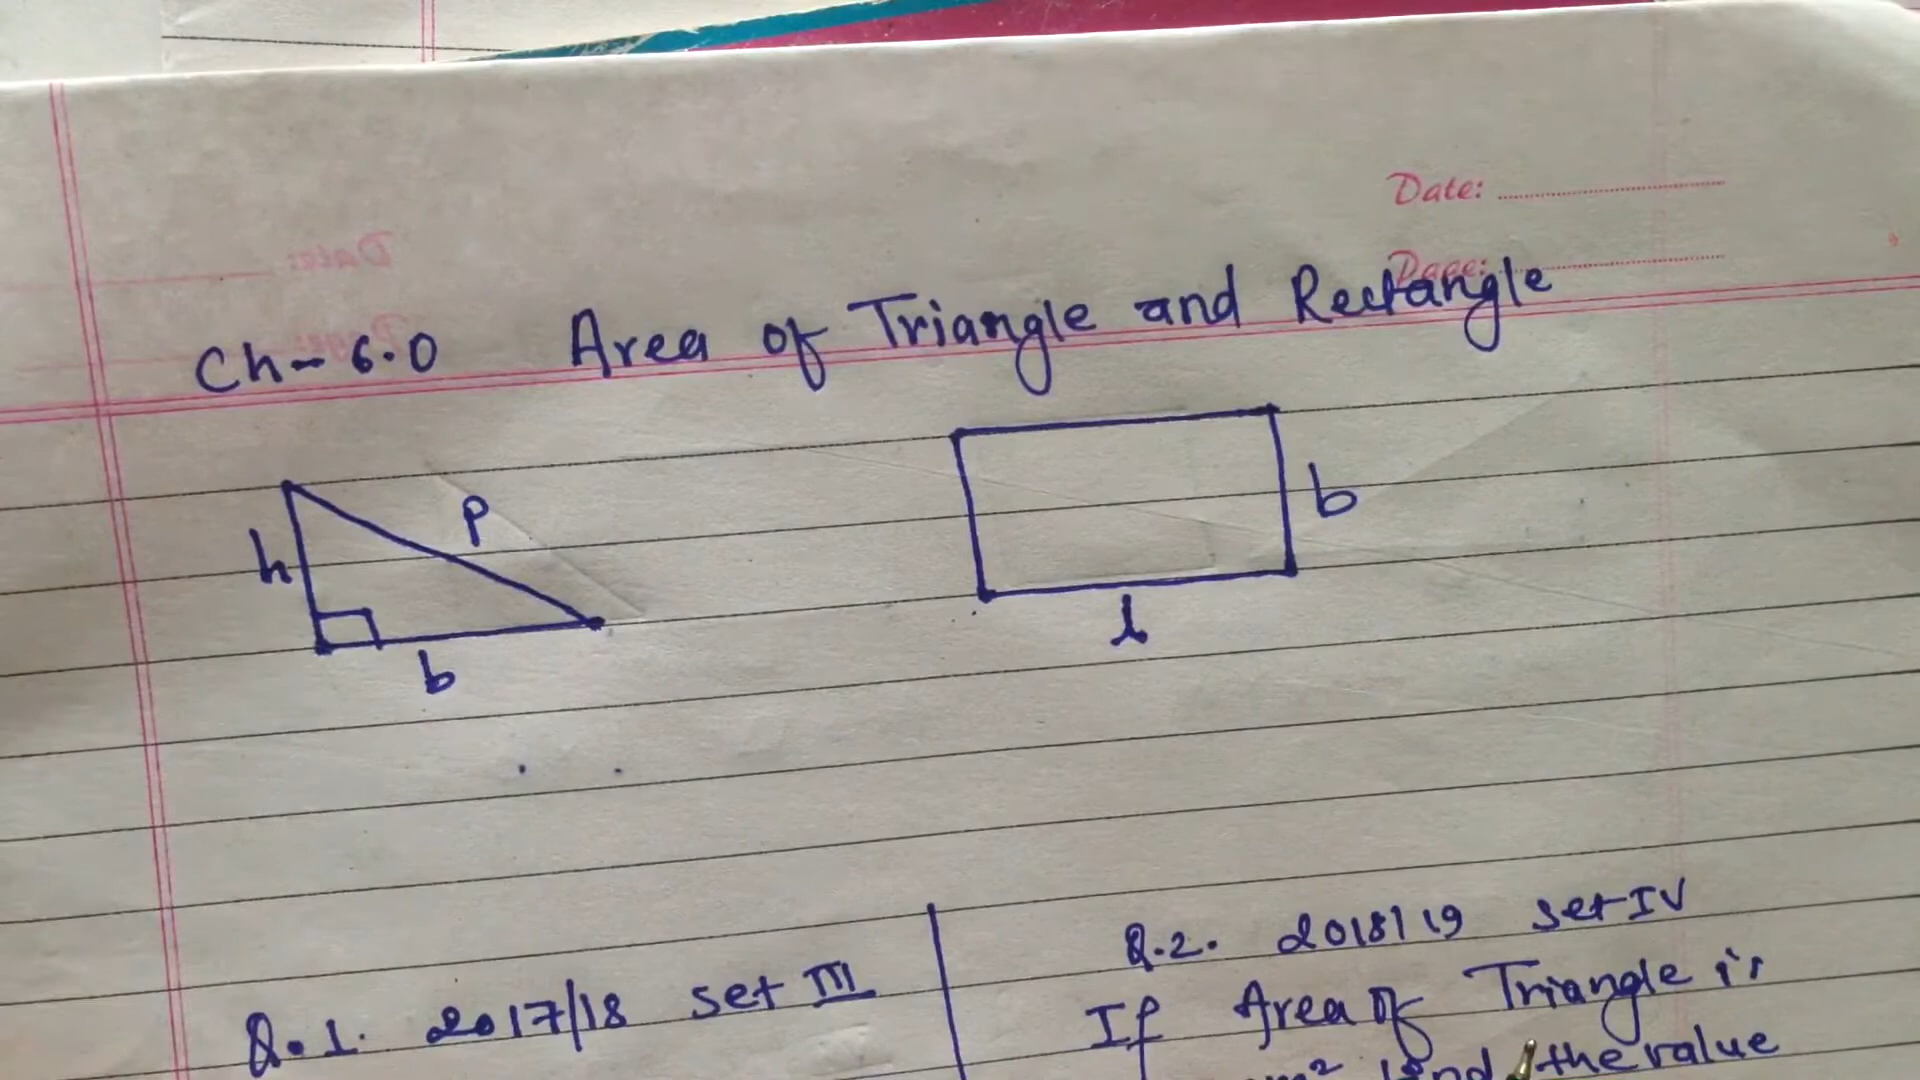 Date:
Page:
Ch-6.0 Area of Triangle and Rectangle
h
P
b
b
l
Q.1. 2017/18 set III
Q.2. 2018/19 set IV
If Area of Triangle is
the value